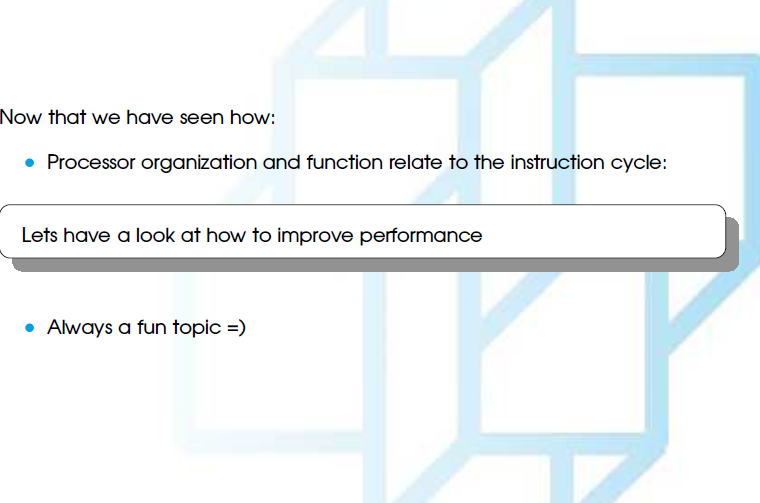 Now that we have seen how:
Processor organization and function relate to the instruction cycle:
Lets have a look at how to improve performance
Always a fun topic =)